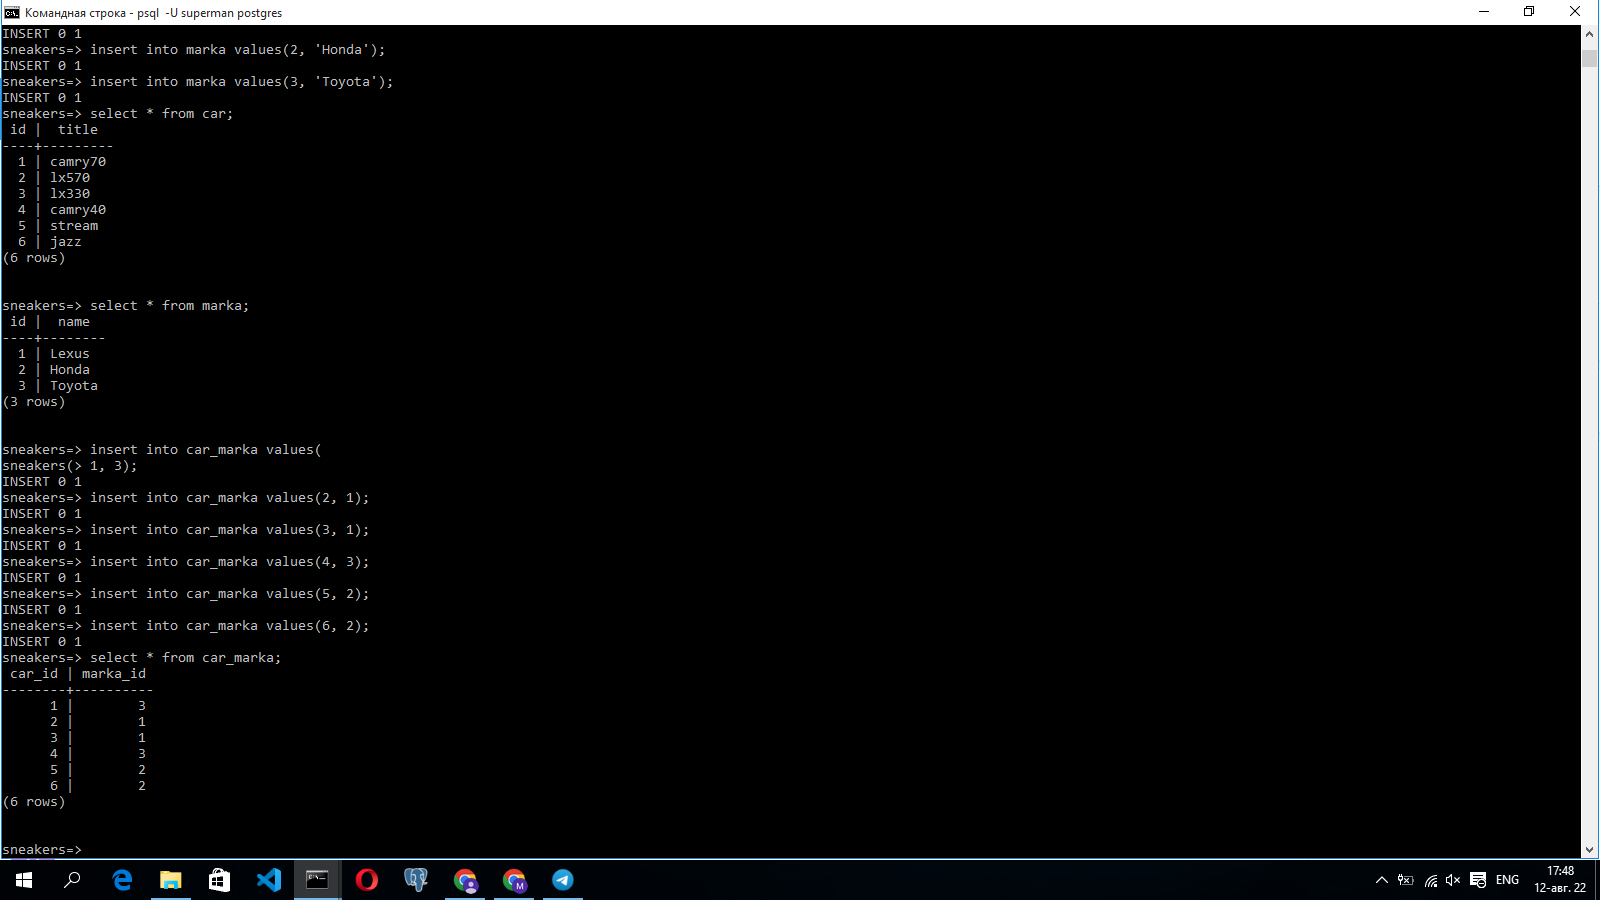 Командная строка - psql  -U superman postgres
INSERT 0 1
sneakers=> insert into marka values(2, 'Honda');
INSERT 0 1
sneakers=> insert into marka values(3, 'Toyota');
INSERT 0 1
sneakers=> select * from car;
 id |  title
----+---------
  1 | camry70
  2 | lx570
  3 | lx330
  4 | camry40
  5 | stream
  6 | jazz
(6 rows)
sneakers=> select * from marka;
 id |  name
----+--------
  1 | Lexus
  2 | Honda
  3 | Toyota
(3 rows)
sneakers=> insert into car_marka values(
sneakers(> 1, 3);
INSERT 0 1
sneakers=> insert into car_marka values(2, 1);
INSERT 0 1
sneakers=> insert into car_marka values(3, 1);
INSERT 0 1
sneakers=> insert into car_marka values(4, 3);
INSERT 0 1
sneakers=> insert into car_marka values(5, 2);
INSERT 0 1
sneakers=> insert into car_marka values(6, 2);
INSERT 0 1
sneakers=> select * from car_marka;
 car_id | marka_id
--------+----------
      1 |        3
      2 |        1
      3 |        1
      4 |        3
      5 |        2
      6 |        2
(6 rows)
sneakers=>
M
ENG
17:48
12-авг. 22